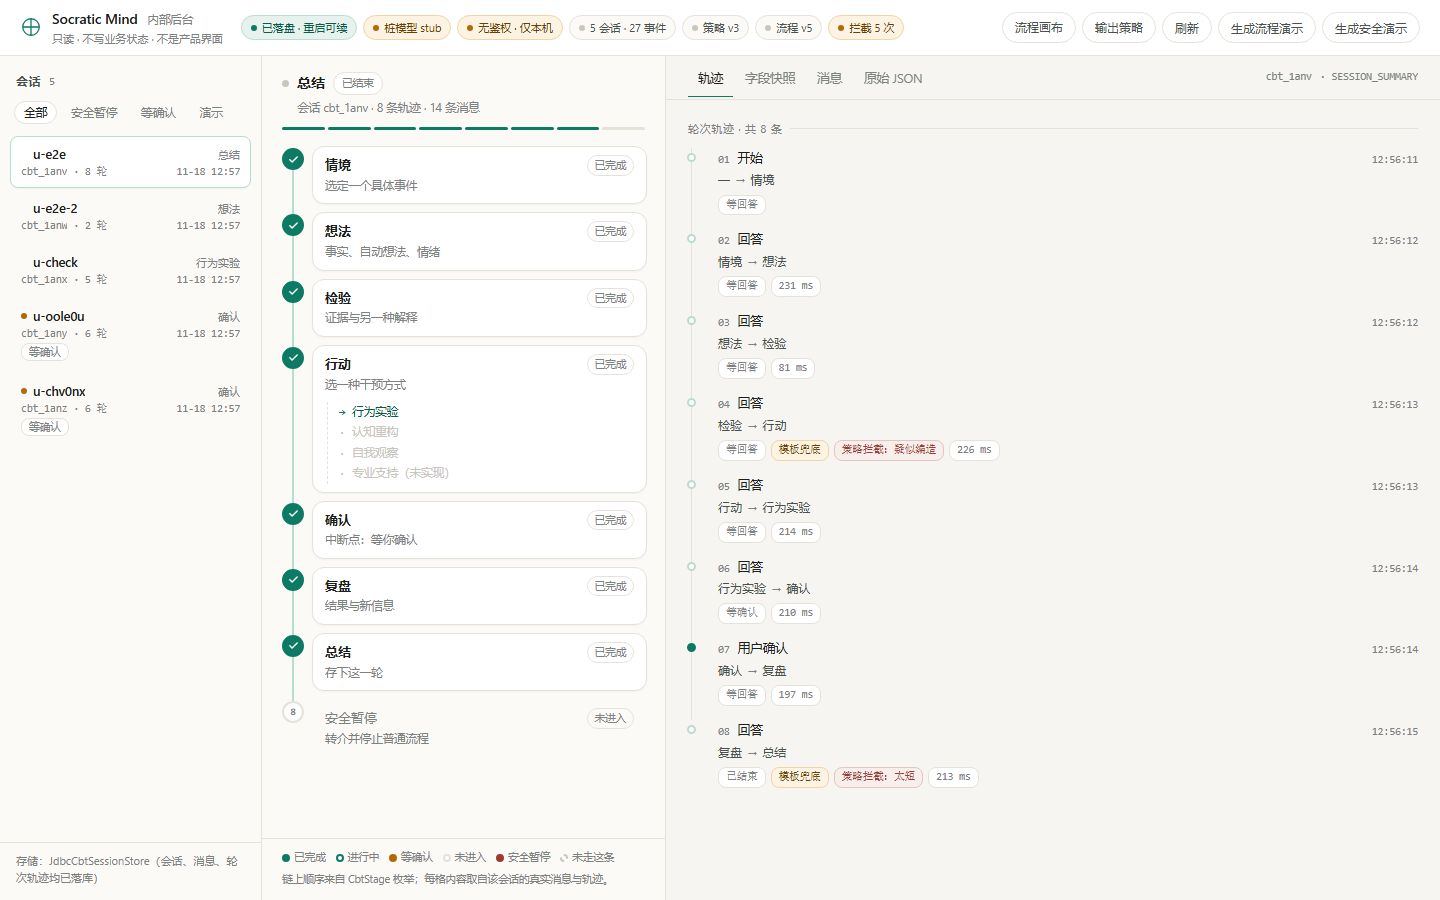 Socratic Mind 内部后台
只读 · 不写业务状态 · 不是产品界面
已落盘 · 重启可续
桩模型 stub
无鉴权 · 仅本机
5 会话 · 27 事件
策略 v3
流程 v5
拦截 5 次
流程画布
输出策略
刷新
生成流程演示
生成安全演示
会话 5
全部 安全暂停 等确认 演示
u-e2e 总结
cbt_1anv · 8 轮 11-18 12:57
u-e2e-2 想法
cbt_1anw · 2 轮 11-18 12:57
u-check 行为实验
cbt_1anx · 5 轮 11-18 12:57
u-oole0u 确认
cbt_1any · 6 轮 11-18 12:57
等确认
u-chv0nx 确认
cbt_1anz · 6 轮 11-18 12:57
等确认
存储：JdbcCbtSessionStore（会话、消息、轮
次轨迹均已落库）
总结 已结束
会话 cbt_1anv · 8 条轨迹 · 14 条消息
情境 已完成
选定一个具体事件
想法 已完成
事实、自动想法、情绪
检验 已完成
证据与另一种解释
行动 已完成
选一种干预方式
→ 行为实验
· 认知重构
· 自我观察
· 专业支持（未实现）
确认 已完成
中断点：等你确认
复盘 已完成
结果与新信息
总结 已完成
存下这一轮
8 安全暂停 未进入
转介并停止普通流程
已完成 进行中 等确认 未进入 安全暂停 未走这条
链上顺序来自 CbtStage 枚举；每格内容取自该会话的真实消息与轨迹。
轨迹 字段快照 消息 原始 JSON
cbt_1anv · SESSION_SUMMARY
轮次轨迹 · 共 8 条
01 开始 12:56:11
— → 情境
等回答
02 回答 12:56:12
情境 → 想法
等回答 231 ms
03 回答 12:56:12
想法 → 检验
等回答 81 ms
04 回答 12:56:13
检验 → 行动
等回答 模板兜底 策略拦截：疑似编造 226 ms
05 回答 12:56:13
行动 → 行为实验
等回答 214 ms
06 回答 12:56:14
行为实验 → 确认
等确认 210 ms
07 用户确认 12:56:14
确认 → 复盘
等回答 197 ms
08 回答 12:56:15
复盘 → 总结
已结束 模板兜底 策略拦截：太短 213 ms